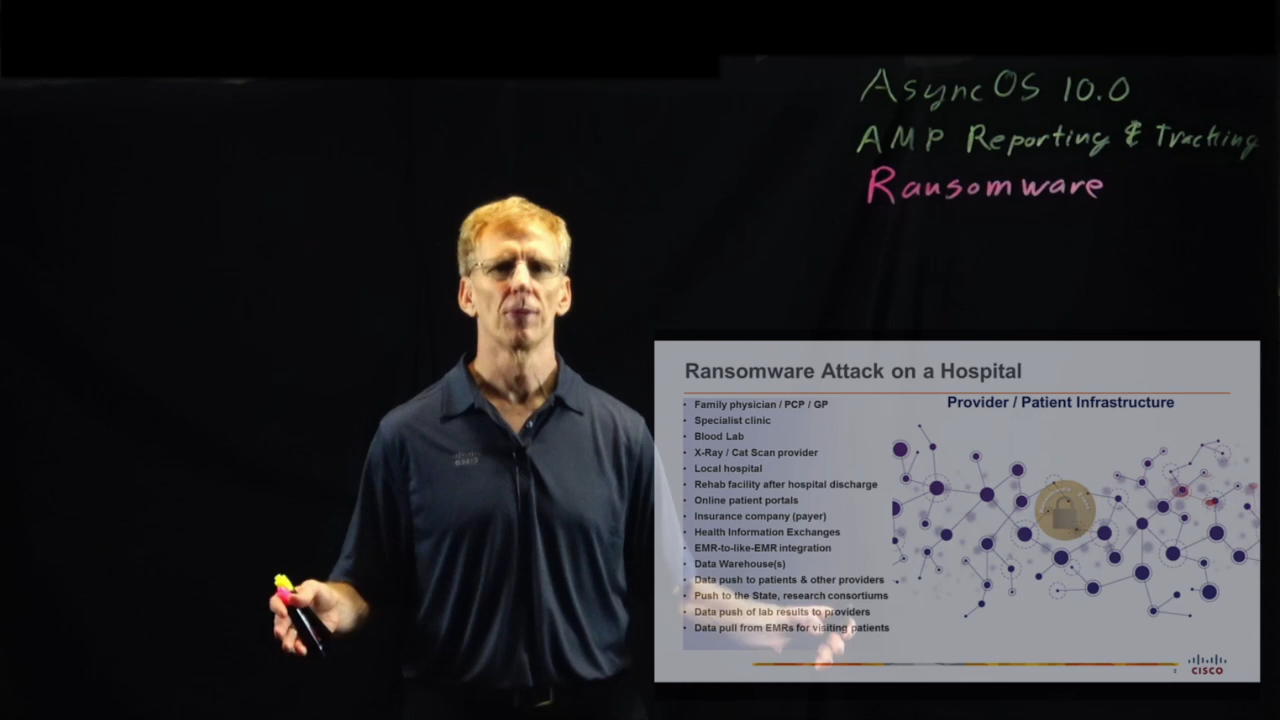 AsyncOS 10.0
AMP Reporting & Tracking
Ransomware
Ransomware Attack on a Hospital
Provider / Patient Infrastructure
• Family physician / PCP / GP
• Specialist clinic
• Blood Lab
• X-Ray / Cat Scan provider
• Local hospital
• Rehab facility after hospital discharge
• Online patient portals
• Insurance company (payer)
• Health Information Exchanges
• EMR-to-like-EMR integration
• Data Warehouse(s)
• Data push to patients & other providers
• Push to the State, research consortiums
• Data push of lab results to providers
• Data pull from EMRs for visiting patients
CISCO